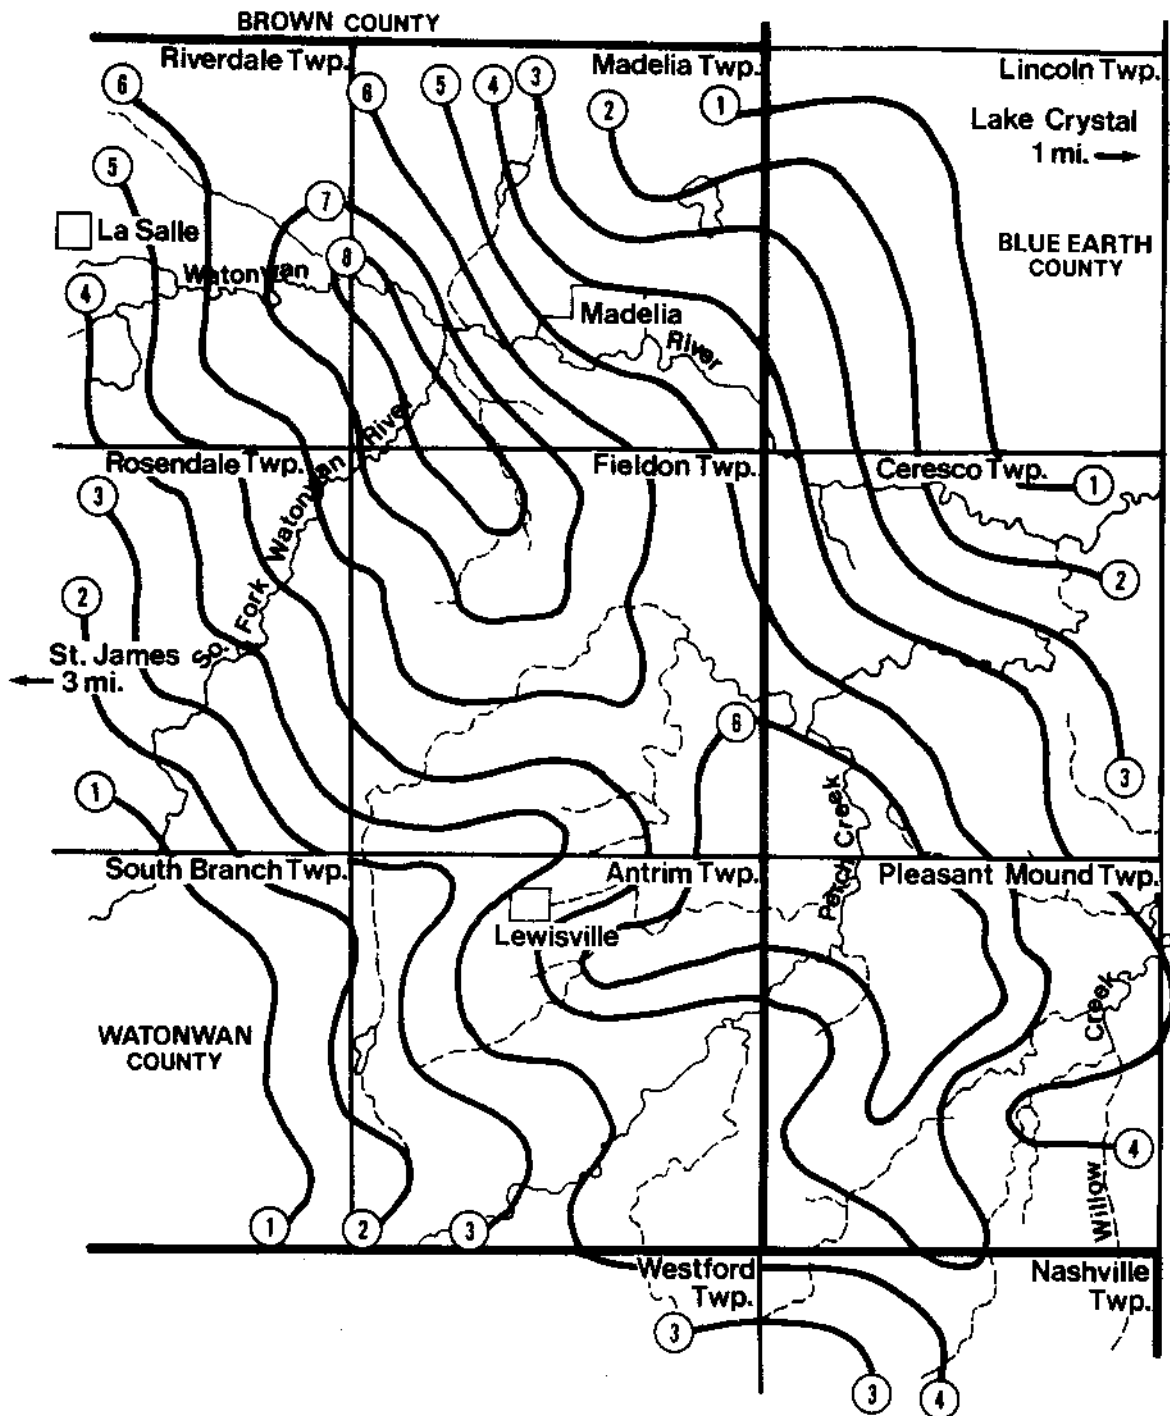 BROWN COUNTY
Riverdale Twp.
Madelia Twp.
Lincoln Twp.
6
6
5
4
3
2
1
Lake Crystal
1 mi.
5
7
La Salle
8
BLUE EARTH
COUNTY
Watonwan
4
Madelia
River
River
Rosendale Twp.
Fieldon Twp.
Ceresco Twp.
3
1
So. Fork Watonwan
2
2
St. James
3 mi.
6
3
1
Perch Creek
South Branch Twp.
Antrim Twp.
Pleasant Mound Twp.
Lewisville
WATONWAN
COUNTY
Creek
4
Willow
1
2
3
Westford
Twp.
Nashville
Twp.
3
3
4